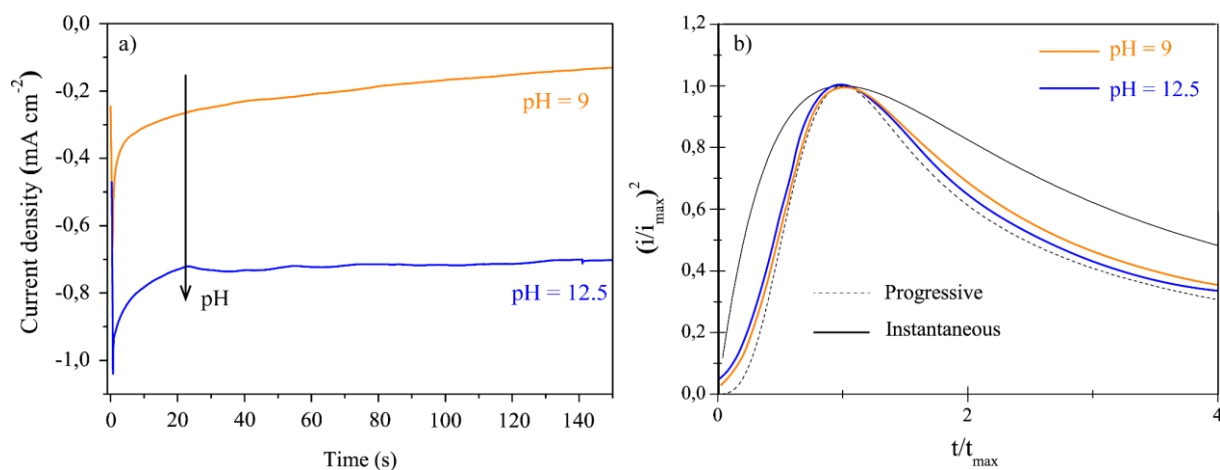 a)
0,0
-0,2
-0,4
-0,6
-0,8
-1,0
Current density (mA cm⁻²)
pH = 9
pH
pH = 12.5
0 20 40 60 80 100 120 140
Time (s)
b)
1,2
1,0
0,8
0,6
0,4
0,2
0,0
(i/i_max)²
pH = 9
pH = 12.5
Progressive
Instantaneous
0 2 4
t/t_max